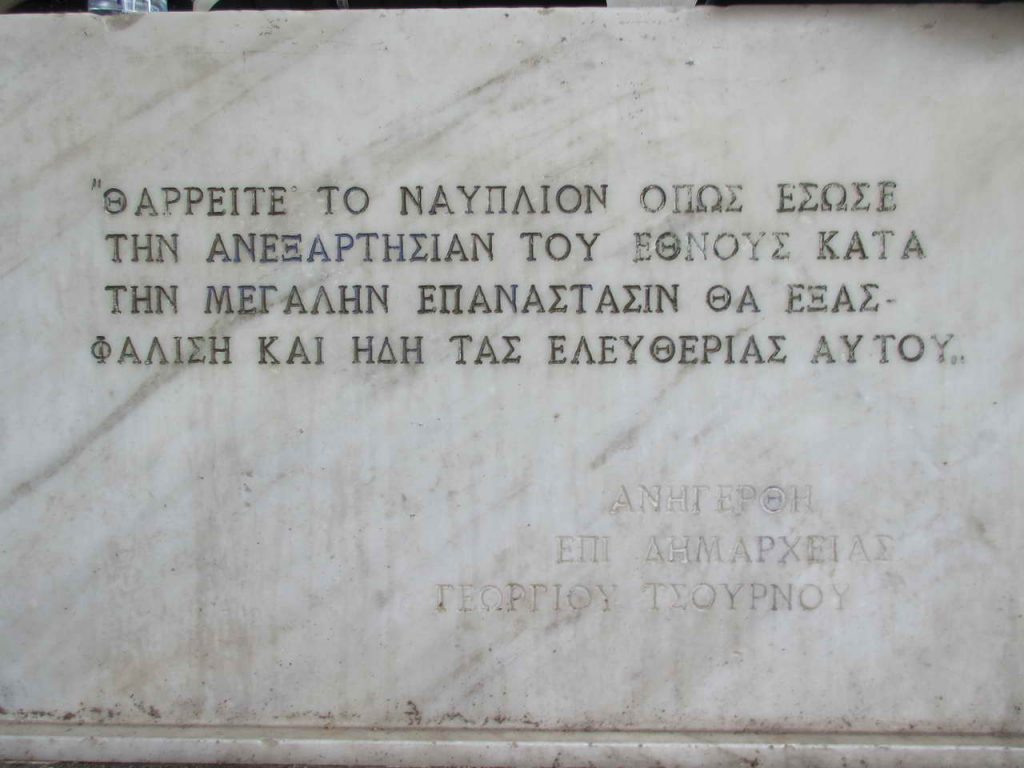 "ΘΑΡΡΕΙΤΕ· ΤΟ ΝΑΥΠΛΙΟΝ ΟΠΩΣ ΕΣΩΣΕ
ΤΗΝ ΑΝΕΞΑΡΤΗΣΙΑΝ ΤΟΥ ΕΘΝΟΥΣ ΚΑΤΑ
ΤΗΝ ΜΕΓΑΛΗΝ ΕΠΑΝΑΣΤΑΣΙΝ ΘΑ ΕΞΑΣ-
ΦΑΛΙΣΗ ΚΑΙ ΗΔΗ ΤΑΣ ΕΛΕΥΘΕΡΙΑΣ ΑΥΤΟΥ„
ΑΝΗΓΕΡΘΗ
ΕΠΙ ΔΗΜΑΡΧΕΙΑΣ
ΓΕΩΡΓΙΟΥ ΤΣΟΥΡΝΟΥ